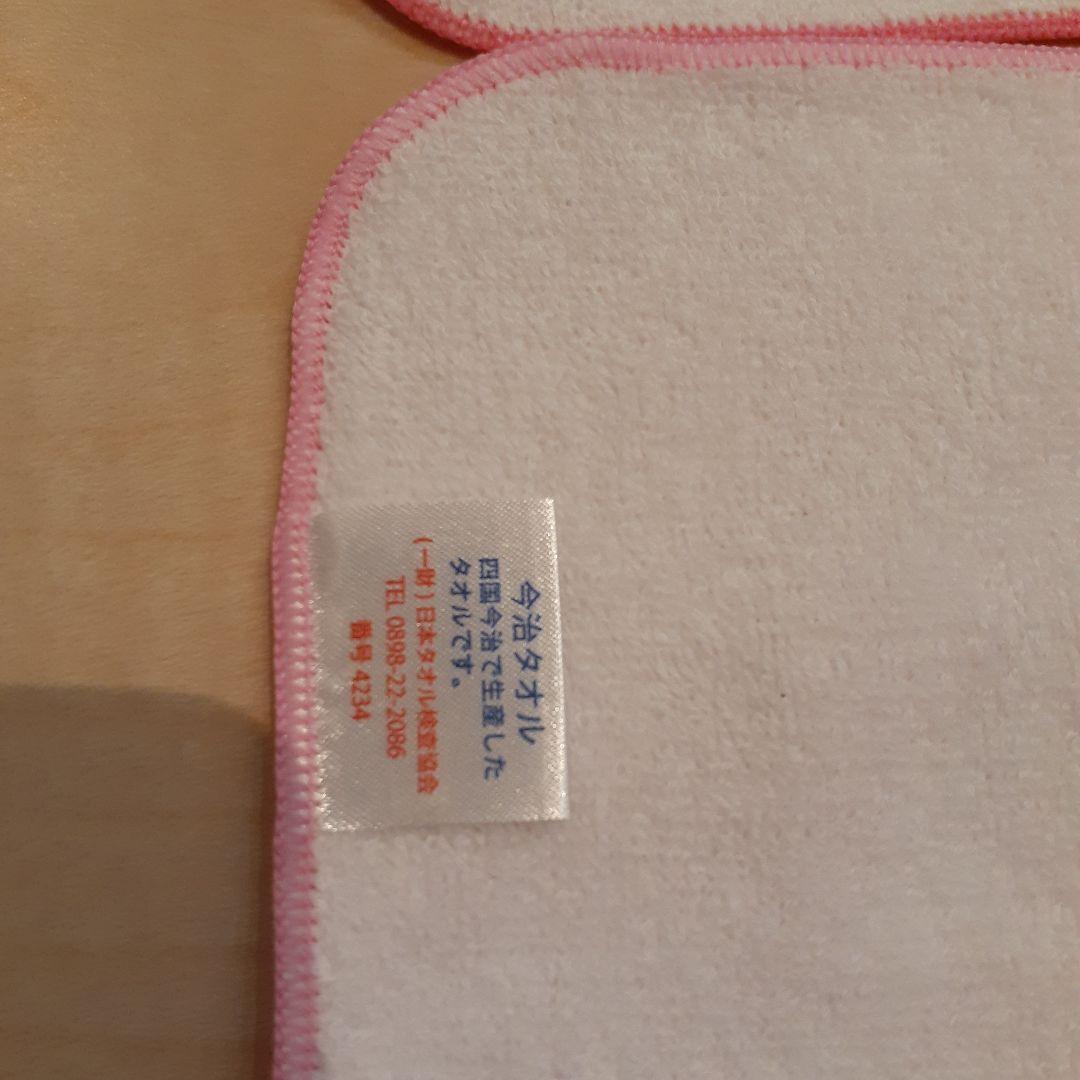 今治タオル
四国今治で生産した
タオルです。
(一財)日本タオル検査協会
TEL 0898-22-2086
番号 4234